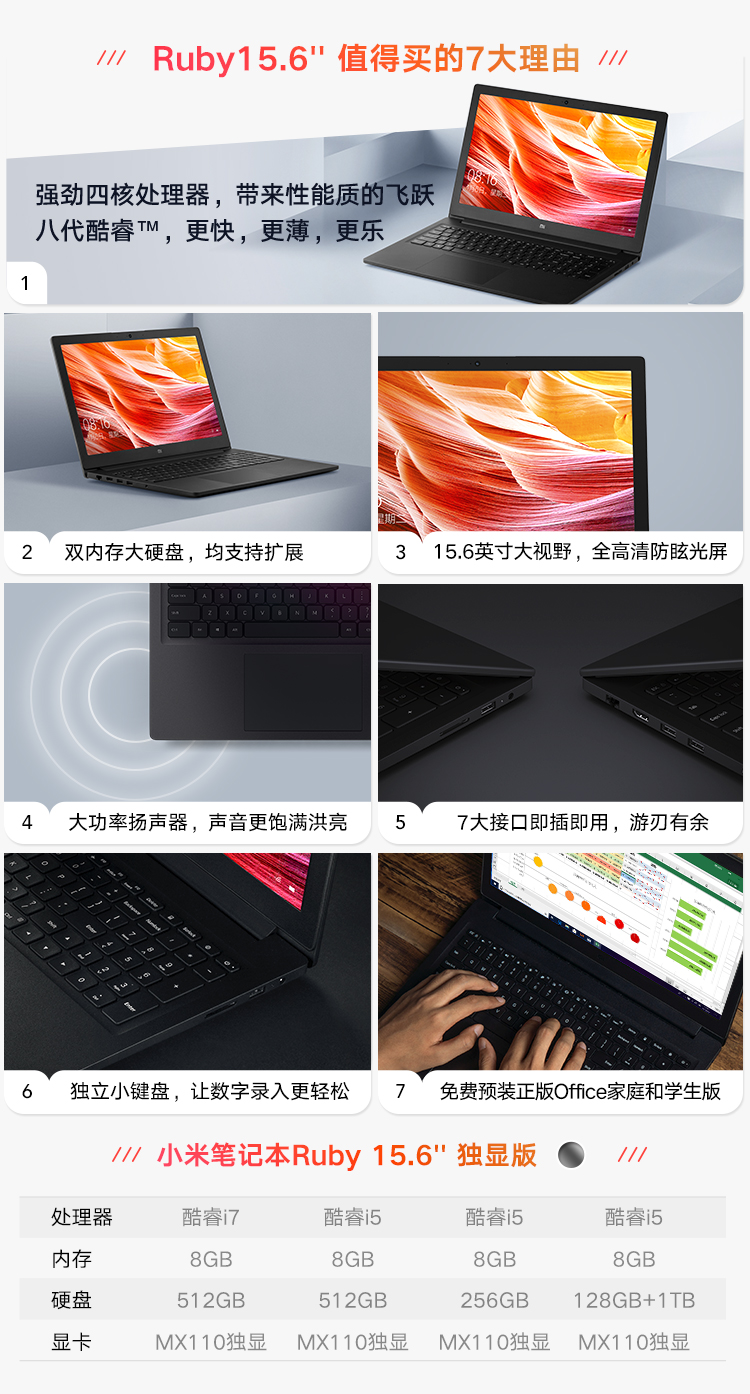 Ruby15.6" 值得买的7大理由
强劲四核处理器，带来性能质的飞跃
八代酷睿™，更快，更薄，更乐
1
08:16
08:16
2 双内存大硬盘，均支持扩展
星期二
3 15.6英寸大视野，全高清防眩光屏
4 大功率扬声器，声音更饱满洪亮
5 7大接口即插即用，游刃有余
6 独立小键盘，让数字录入更轻松
7 免费预装正版Office家庭和学生版
小米笔记本Ruby 15.6" 独显版
处理器 酷睿i7 酷睿i5 酷睿i5 酷睿i5
内存 8GB 8GB 8GB 8GB
硬盘 512GB 512GB 256GB 128GB+1TB
显卡 MX110独显 MX110独显 MX110独显 MX110独显